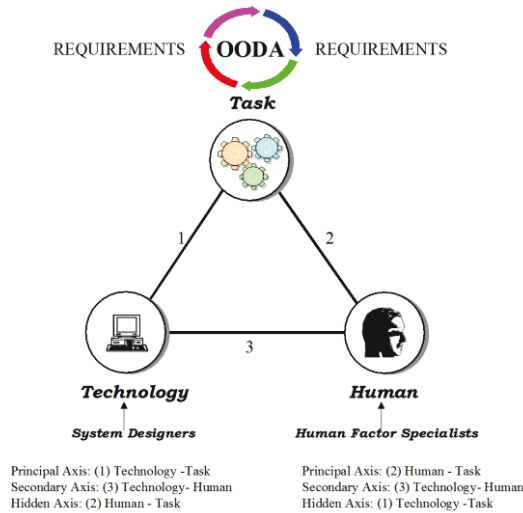 REQUIREMENTS OODA REQUIREMENTS
Task
1
2
3
Technology
Human
System Designers
Human Factor Specialists
Principal Axis: (1) Technology -Task
Secondary Axis: (3) Technology- Human
Hidden Axis: (2) Human - Task
Principal Axis: (2) Human - Task
Secondary Axis: (3) Technology- Human
Hidden Axis: (1) Technology -Task